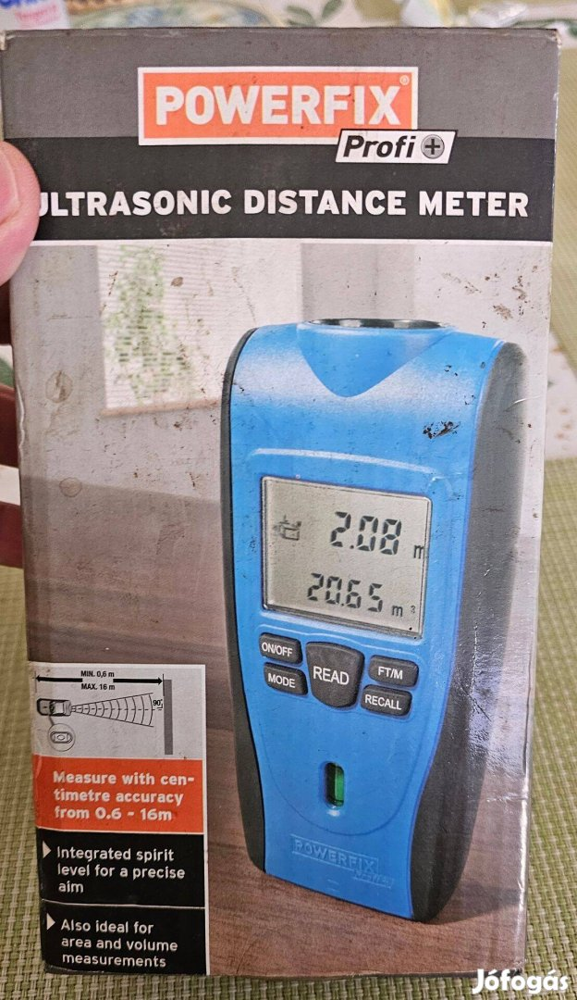 POWERFIX®
Profi+
ULTRASONIC DISTANCE METER
2.08 m
20.65 m³
ON/OFF
MODE
READ
FT/M
RECALL
MIN. 0,6 m
MAX. 16 m
90°
Measure with cen-
timetre accuracy
from 0.6 - 16m
Integrated spirit
level for a precise
aim
Also ideal for
area and volume
measurements
POWERFIX
Jófogás